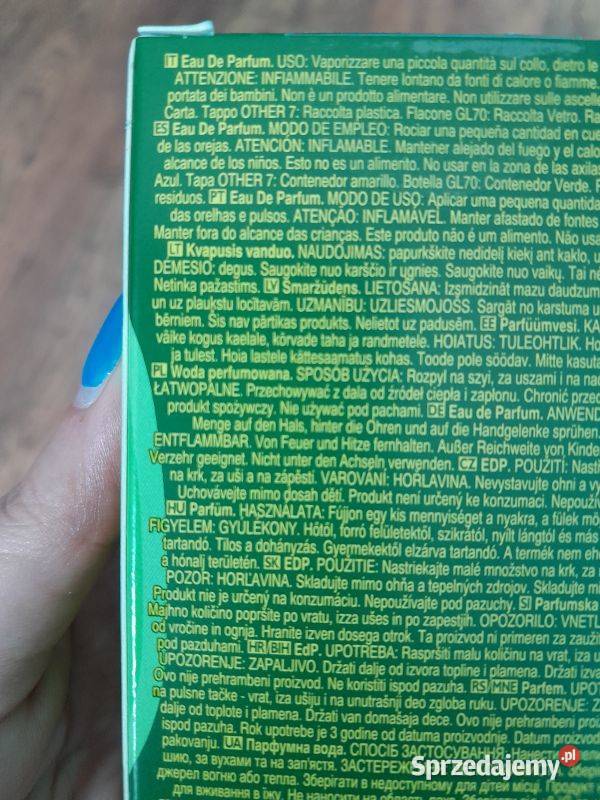 IT Eau De Parfum. USO: Vaporizzare una piccola quantità sul collo, dietro le
ATTENZIONE: INFIAMMABILE. Tenere lontano da fonti di calore o fiamme.
portata dei bambini. Non è un prodotto alimentare. Non utilizzare sulle ascelle
Carta. Tappo OTHER 7: Raccolta plastica. Flacone GL70: Raccolta Vetro. Ra
ES Eau De Parfum. MODO DE EMPLEO: Rociar una pequeña cantidad en cue
de las orejas. ATENCIÓN: INFLAMABLE. Mantener alejado del fuego y el calo
alcance de los niños. Esto no es un alimento. No usar en la zona de las axilas
Azul. Tapa OTHER 7: Contenedor amarillo. Botella GL70: Contenedor Verde. R
residuos. PT Eau De Parfum. MODO DE USO: Aplicar uma pequena quantida
das orelhas e pulsos. ATENÇÃO: INFLAMÁVEL. Manter afastado de fontes
Manter fora do alcance das crianças. Este produto não é um alimento. Não usa
LT Kvapusis vanduo. NAUDOJIMAS: papurkškite nedidelį kiekį ant kaklo, u
DĖMESIO: degus. Saugokite nuo karščio ir ugnies. Saugokite nuo vaikų. Tai ne
Netinka pažastims. LV Smaržūdens. LIETOŠANA: Izsmidzināt mazu daudzum
un uz plaukstu locītavām. UZMANĪBU: UZLIESMOJOŠS. Sargāt no karstuma u
bērniem. Šis nav pārtikas produkts. Nelietot uz padusēm. EE Parfüümvesi. KA
väike kogus kaelale, kõrvade taha ja randmetele. HOIATUS: TULEOHTLIK. Ho
ja tulest. Hoia lastele kättesaamatus kohas. Toode pole söödav. Mitte kasuta
PL Woda perfumowana. SPOSÓB UŻYCIA: Rozpyl na szyi, za uszami i na na
ŁATWOPALNE. Przechowywać z dala od źródeł ciepła i zapłonu. Chronić przed
produkt spożywczy. Nie używać pod pachami. DE Eau de Parfum. ANWEND
Menge auf den Hals, hinter die Ohren und auf die Handgelenke sprühen.
ENTFLAMMBAR. Von Feuer und Hitze fernhalten. Außer Reichweite von Kinde
Verzehr geeignet. Nicht unter den Achseln verwenden. CZ EDP. POUŽITÍ: Nastř
na krk, za uši a na zápěstí. VAROVÁNÍ: HOŘLAVINA. Nevystavujte ohni a vy
Uchovávejte mimo dosah dětí. Produkt není určený ke konzumaci. Nepoužív
HU Parfüm. HASZNÁLATA: Fújjon egy kis mennyiséget a nyakra, a fülek mö
FIGYELEM: GYÚLÉKONY. Hőtől, forró felületektől, szikrától, nyílt lángtól és más
tartandó. Tilos a dohányzás. Gyermekektől elzárva tartandó. A termék nem ehe
a hónalj területén. SK EDP. POUŽITIE: Nastriekajte malé množstvo na krk, za
POZOR: HORĽAVINA. Skladujte mimo ohňa a tepelných zdrojov. Skladujte mi
Produkt nie je určený na konzumáciu. Nepoužívajte pod pazuchy. SI Parfumska
Majhno količino popršite po vratu, izza ušes in po zapestjih. OPOZORILO: VNETL
od vročine in ognja. Hranite izven dosega otrok. Ta proizvod ni primeren za zauži
pod pazduhami. HR/BIH EdP. UPOTREBA: Raspršiti malu količinu na vrat, iza u
UPOZORENJE: ZAPALJIVO. Držati dalje od izvora topline i plamena. Držati izva
Ovo nije prehrambeni proizvod. Ne koristiti ispod pazuha. RS/MNE Parfem. UPOT
na pulsne tačke - vrat, iza ušiju i na unutrašnji deo zgloba ruku. UPOZORENJE: Z
dalje od toplote i plamena. Držati van domašaja dece. Ovo nije prehrambeni proi
ispod pazuha. Rok upotrebe je 3 godine od datuma proizvodnje. Datum proizvod
pakovanju. UA Парфумна вода. СПОСІБ ЗАСТОСУВАННЯ: Нанести
шию, за вухами та на зап'ястя. ЗАСТЕРЕЖ
джерел вогню або тепла. Зберігати в недоступному для дітей місці. Продукт н
для вживання в їжу. Не наносити на область пахв.
Sprzedajemy.pl